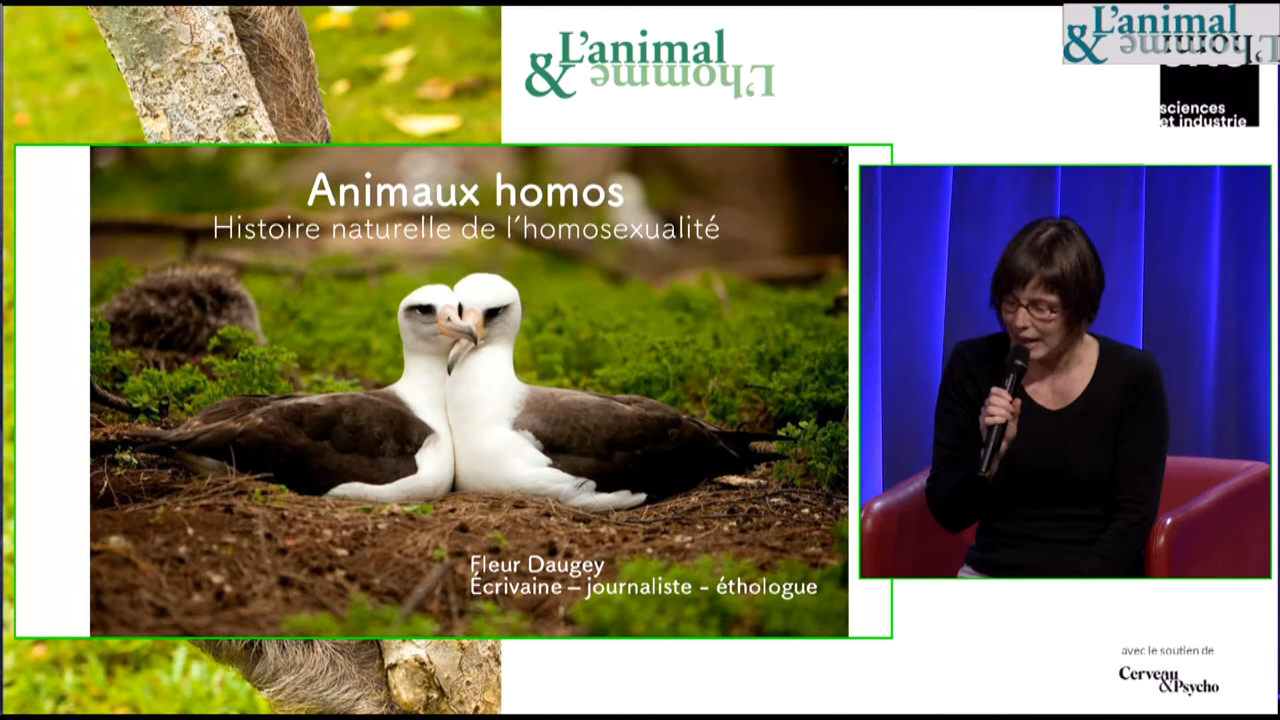 L'animal
& L'homme
L'animal
& L'homme
sciences
et industrie
Animaux homos
Histoire naturelle de l'homosexualité
Fleur Daugey
Écrivaine – journaliste - éthologue
avec le soutien de
Cerveau
&Psycho